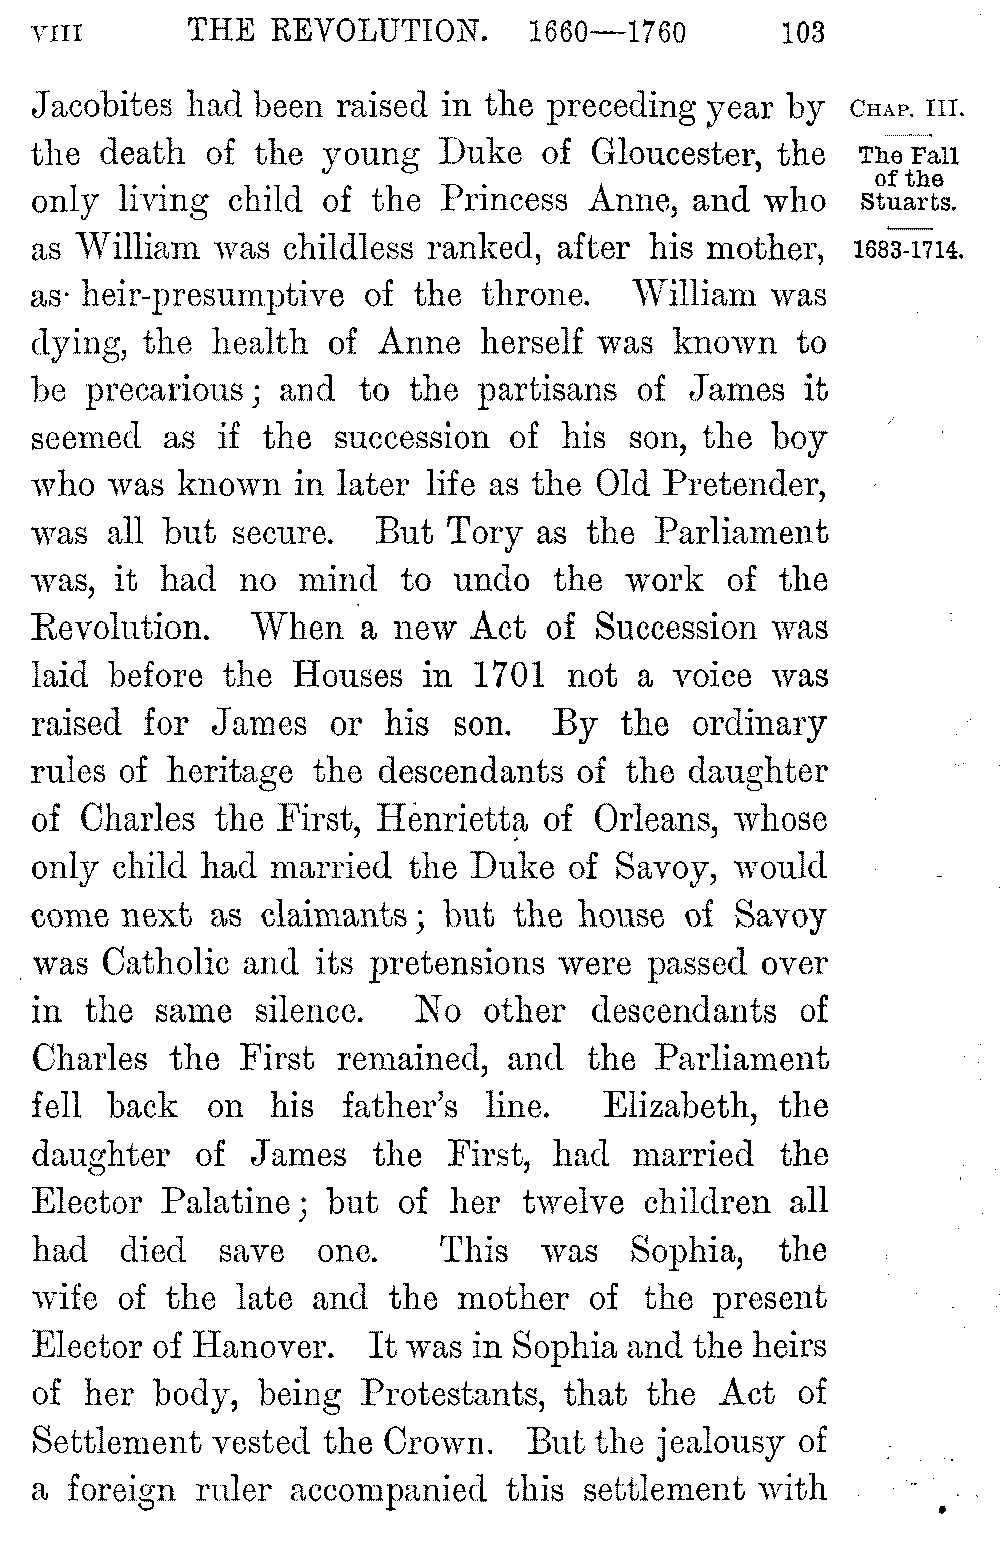 VIII THE REVOLUTION. 1660—1760 103
Jacobites had been raised in the preceding year by
the death of the young Duke of Gloucester, the
only living child of the Princess Anne, and who
as William was childless ranked, after his mother,
as heir-presumptive of the throne. William was
dying, the health of Anne herself was known to
be precarious; and to the partisans of James it
seemed as if the succession of his son, the boy
who was known in later life as the Old Pretender,
was all but secure. But Tory as the Parliament
was, it had no mind to undo the work of the
Revolution. When a new Act of Succession was
laid before the Houses in 1701 not a voice was
raised for James or his son. By the ordinary
rules of heritage the descendants of the daughter
of Charles the First, Henrietta of Orleans, whose
only child had married the Duke of Savoy, would
come next as claimants; but the house of Savoy
was Catholic and its pretensions were passed over
in the same silence. No other descendants of
Charles the First remained, and the Parliament
fell back on his father's line. Elizabeth, the
daughter of James the First, had married the
Elector Palatine; but of her twelve children all
had died save one. This was Sophia, the
wife of the late and the mother of the present
Elector of Hanover. It was in Sophia and the heirs
of her body, being Protestants, that the Act of
Settlement vested the Crown. But the jealousy of
a foreign ruler accompanied this settlement with
CHAP. III.
The Fall
of the
Stuarts.
1683-1714.